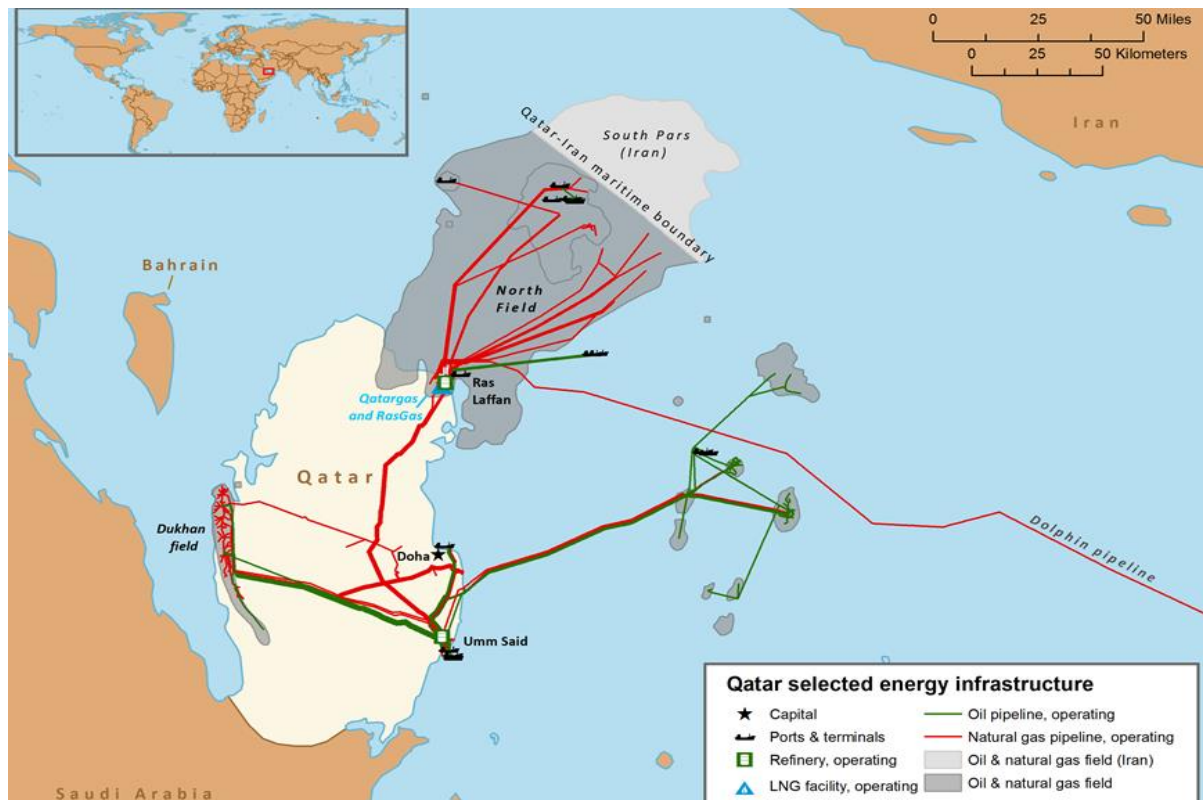 0 25 50 Miles
0 25 50 Kilometers
Iran
South Pars
(Iran)
Qatar-Iran maritime boundary
Bahrain
North
Field
Ras
Laffan
Qatargas
and RasGas
Qatar
Dukhan
field
Doha
Dolphin pipeline
Umm Said
Saudi Arabia
Qatar selected energy infrastructure
Capital
Ports & terminals
Refinery, operating
LNG facility, operating
Oil pipeline, operating
Natural gas pipeline, operating
Oil & natural gas field (Iran)
Oil & natural gas field